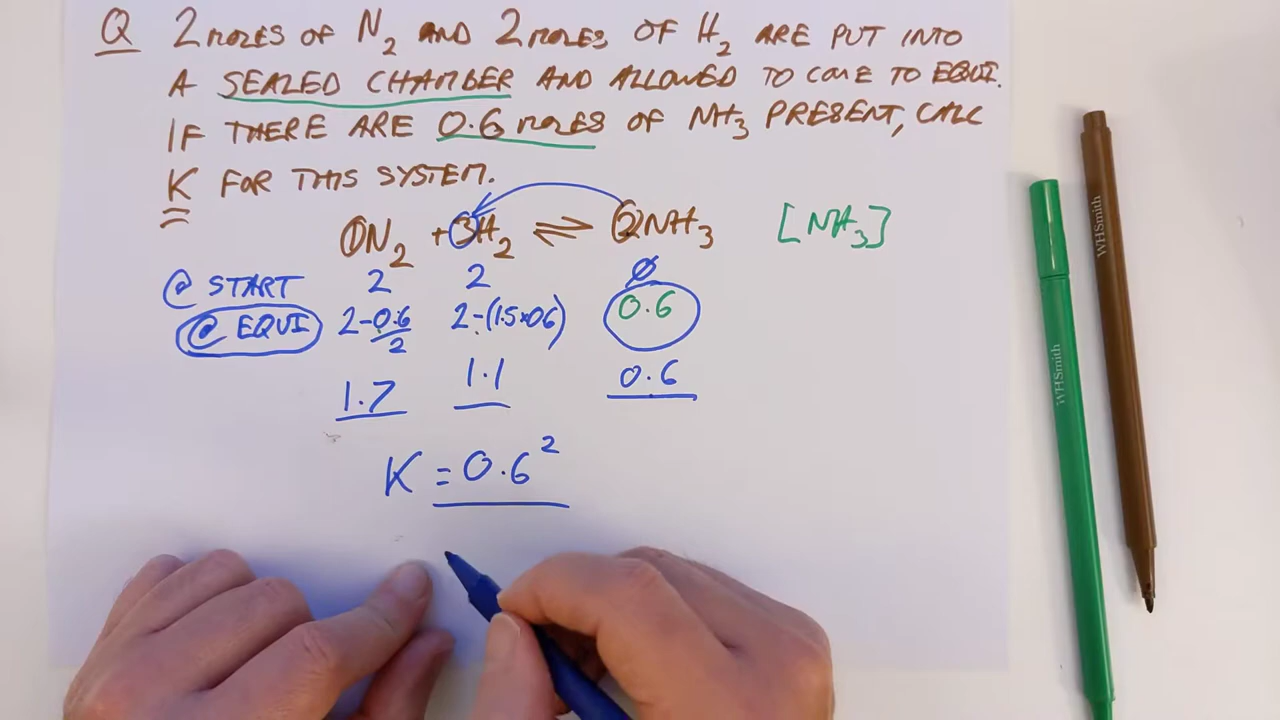 Q 2 MOLES OF N2 AND 2 MOLES OF H2 ARE PUT INTO
A SEALED CHAMBER AND ALLOWED TO COME TO EQUI.
IF THERE ARE 0.6 MOLES OF NH3 PRESENT, CALC
K FOR THIS SYSTEM.
1N2 + 3H2 ⇌ 2NH3 [NH3]
@ START 2 2 0
@ EQUI 2-0.6/2 2-(1.5×0.6) 0.6
1.7 1.1 0.6
K = 0.6²
WHSmith
WHSmith